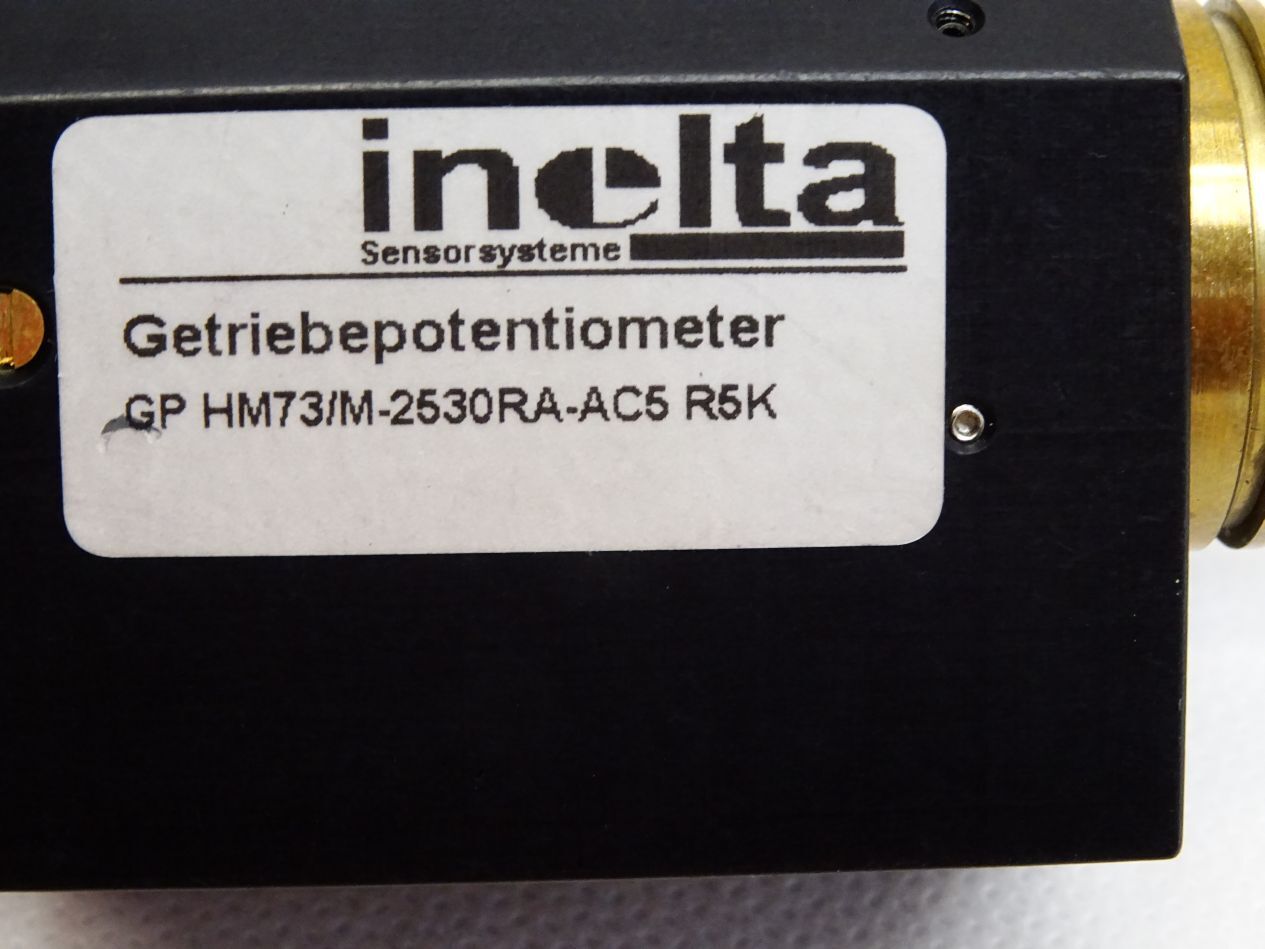 inelta
Sensorsysteme
Getriebepotentiometer
GP HM73/M-2530RA-AC5 R5K